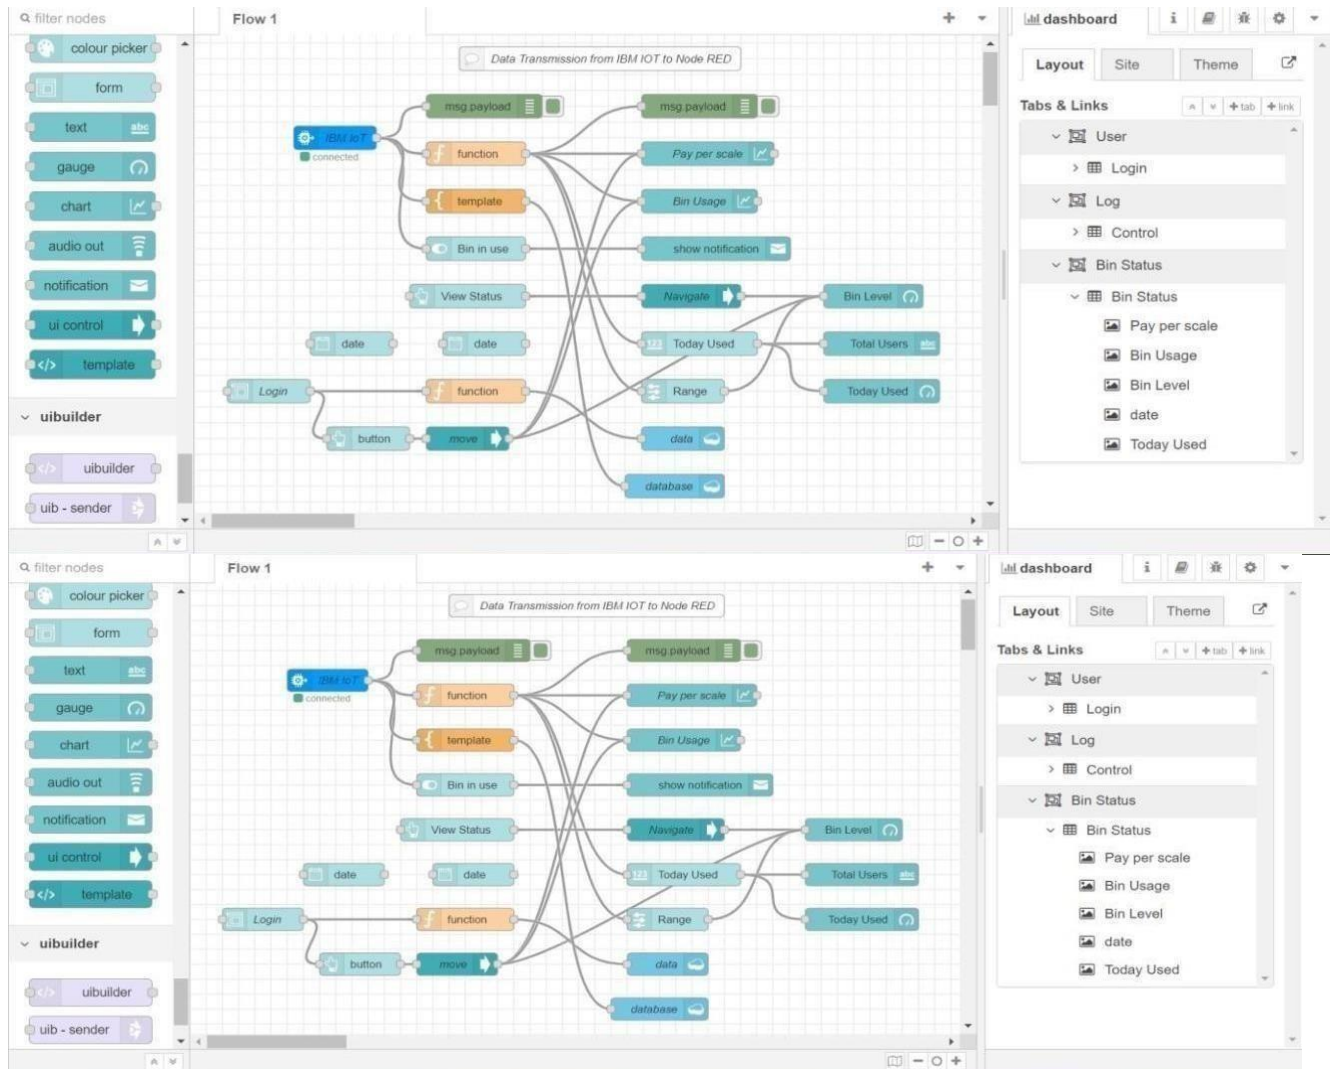 filter nodes
Flow 1
dashboard
colour picker
form
text
abc
gauge
chart
audio out
notification
ui control
template
uibuilder
uibuilder
uib - sender
Data Transmission from IBM IOT to Node RED
msg.payload
msg.payload
IBM IoT
connected
function
Pay per scale
template
Bin Usage
Bin in use
show notification
View Status
Navigate
Bin Level
date
date
123
Today Used
Total Users
abc
Login
function
Range
Today Used
button
move
data
database
Layout
Site
Theme
Tabs & Links
+ tab
+ link
User
Login
Log
Control
Bin Status
Bin Status
Pay per scale
Bin Usage
Bin Level
date
Today Used
filter nodes
Flow 1
dashboard
colour picker
form
text
abc
gauge
chart
audio out
notification
ui control
template
uibuilder
uibuilder
uib - sender
Data Transmission from IBM IOT to Node RED
msg.payload
msg.payload
IBM IoT
connected
function
Pay per scale
template
Bin Usage
Bin in use
show notification
View Status
Navigate
Bin Level
date
date
123
Today Used
Total Users
abc
Login
function
Range
Today Used
button
move
data
database
Layout
Site
Theme
Tabs & Links
+ tab
+ link
User
Login
Log
Control
Bin Status
Bin Status
Pay per scale
Bin Usage
Bin Level
date
Today Used